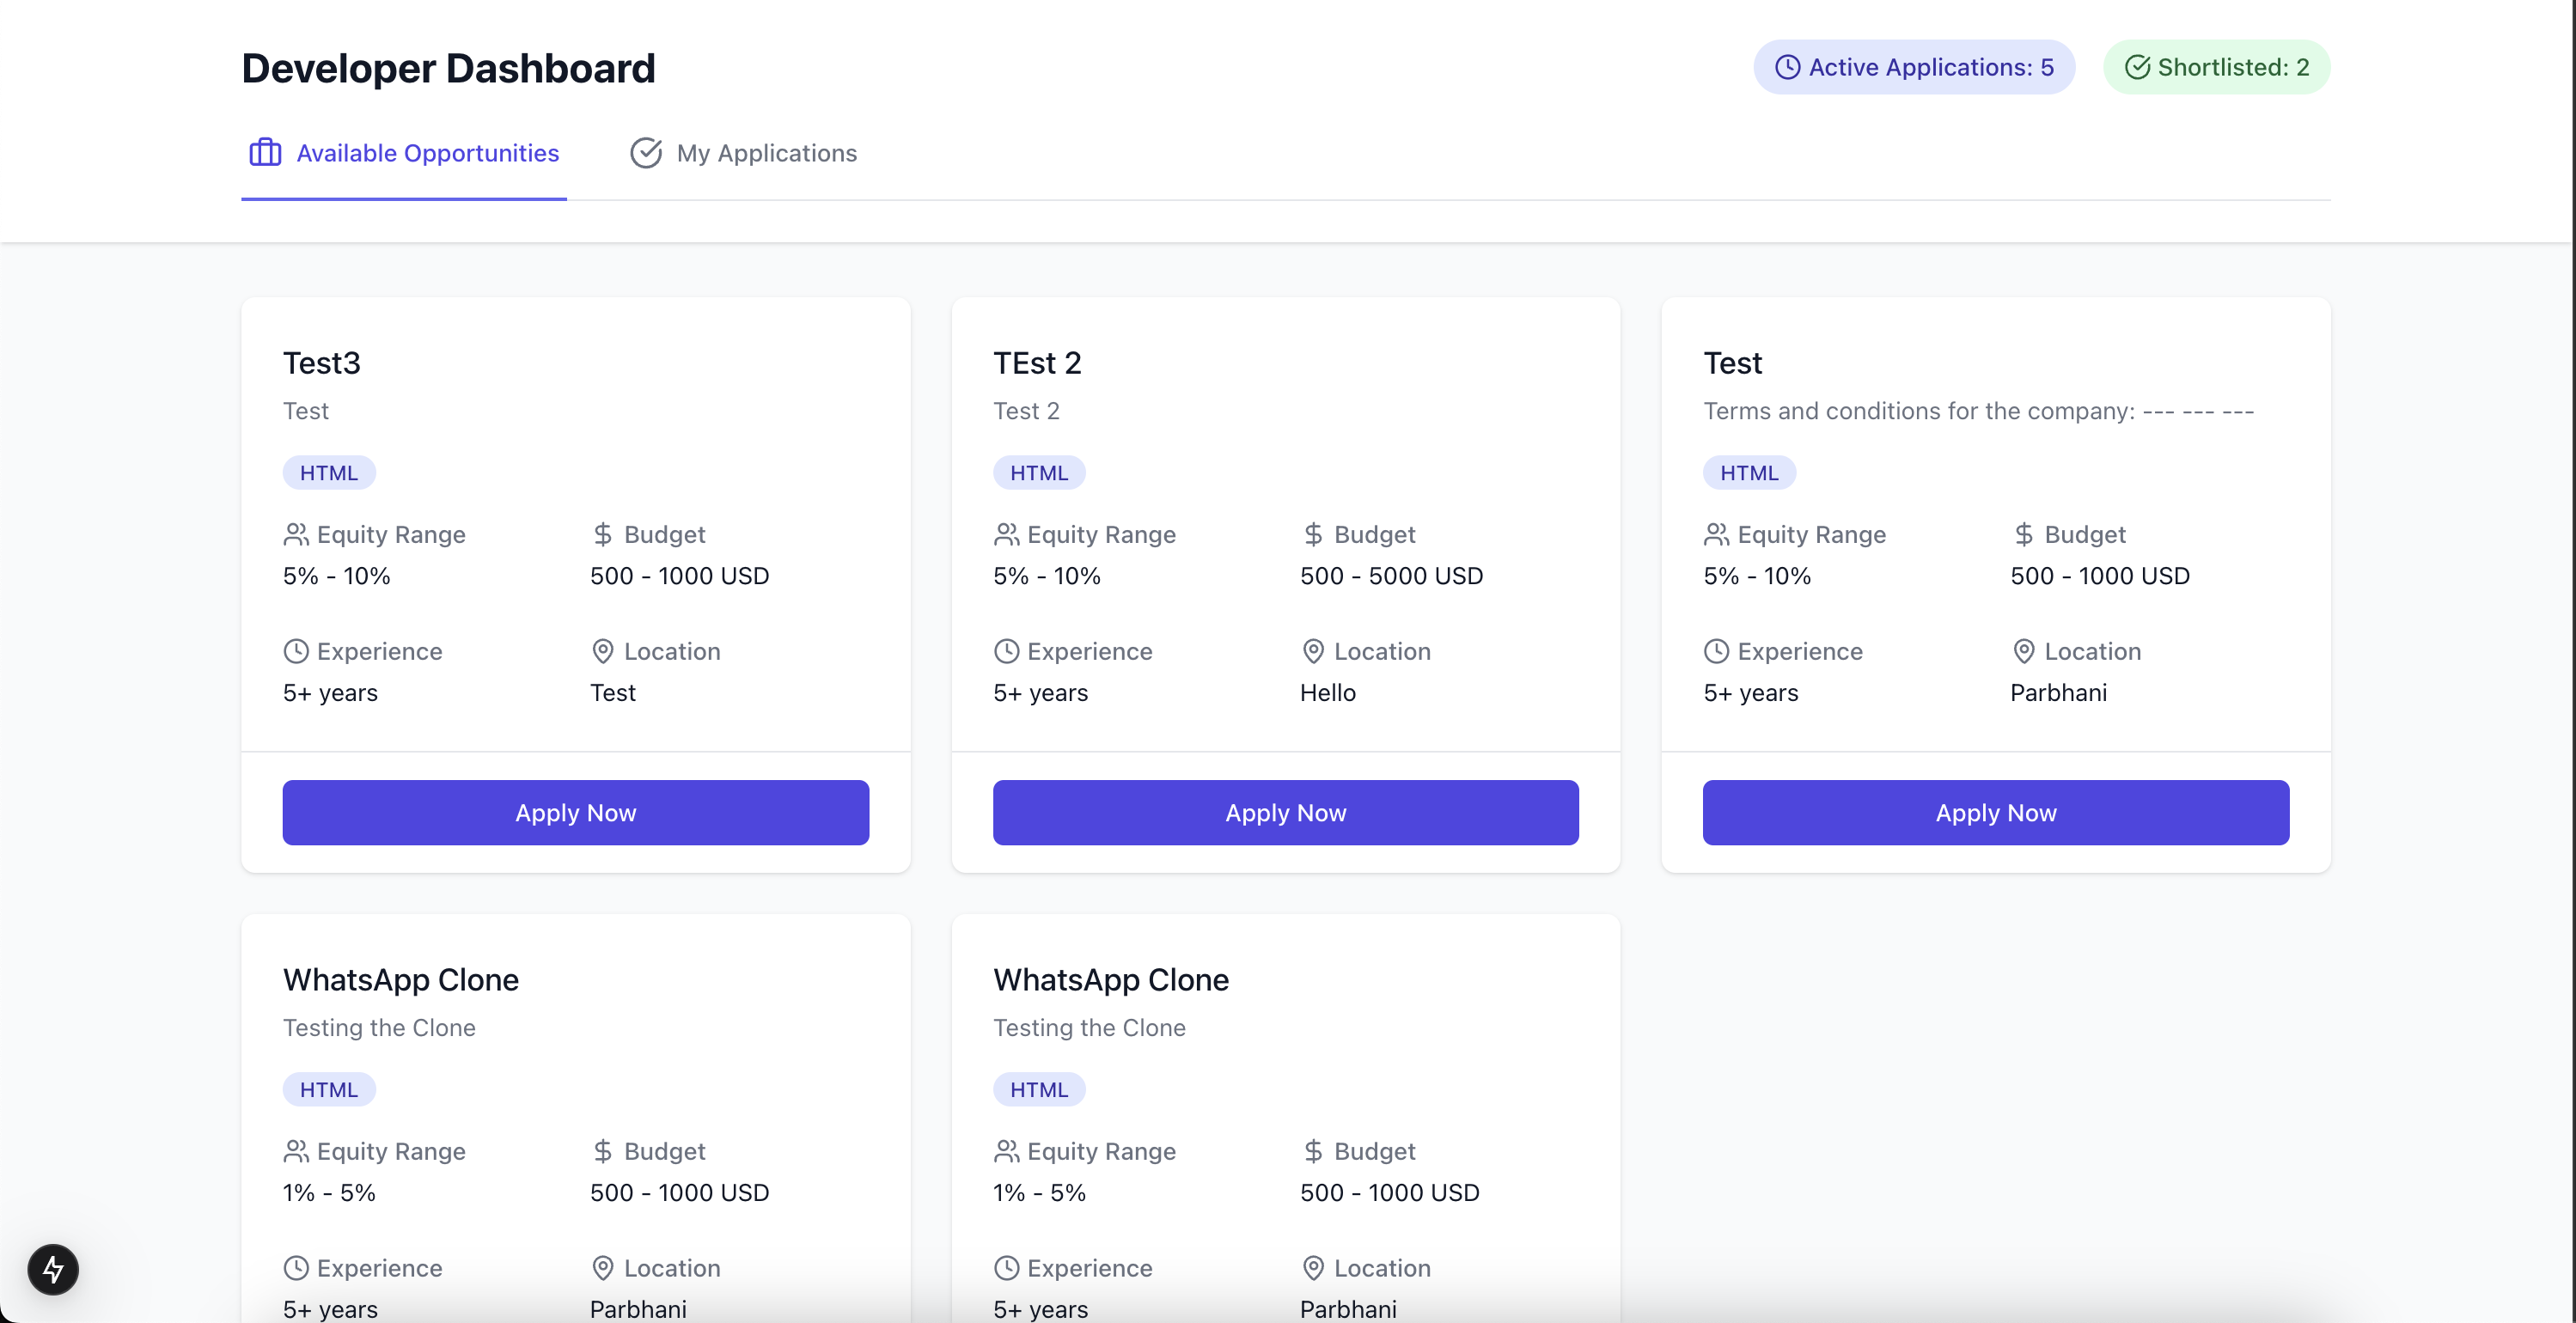 Developer Dashboard
Active Applications: 5
Shortlisted: 2
Available Opportunities
My Applications
Test3
Test
HTML
Equity Range
Budget
5% - 10%
500 - 1000 USD
Experience
Location
5+ years
Test
Apply Now
TEst 2
Test 2
HTML
Equity Range
Budget
5% - 10%
500 - 5000 USD
Experience
Location
5+ years
Hello
Apply Now
Test
Terms and conditions for the company: --- --- ---
HTML
Equity Range
Budget
5% - 10%
500 - 1000 USD
Experience
Location
5+ years
Parbhani
Apply Now
WhatsApp Clone
Testing the Clone
HTML
Equity Range
Budget
1% - 5%
500 - 1000 USD
Experience
Location
5+ years
Parbhani
WhatsApp Clone
Testing the Clone
HTML
Equity Range
Budget
1% - 5%
500 - 1000 USD
Experience
Location
5+ years
Parbhani